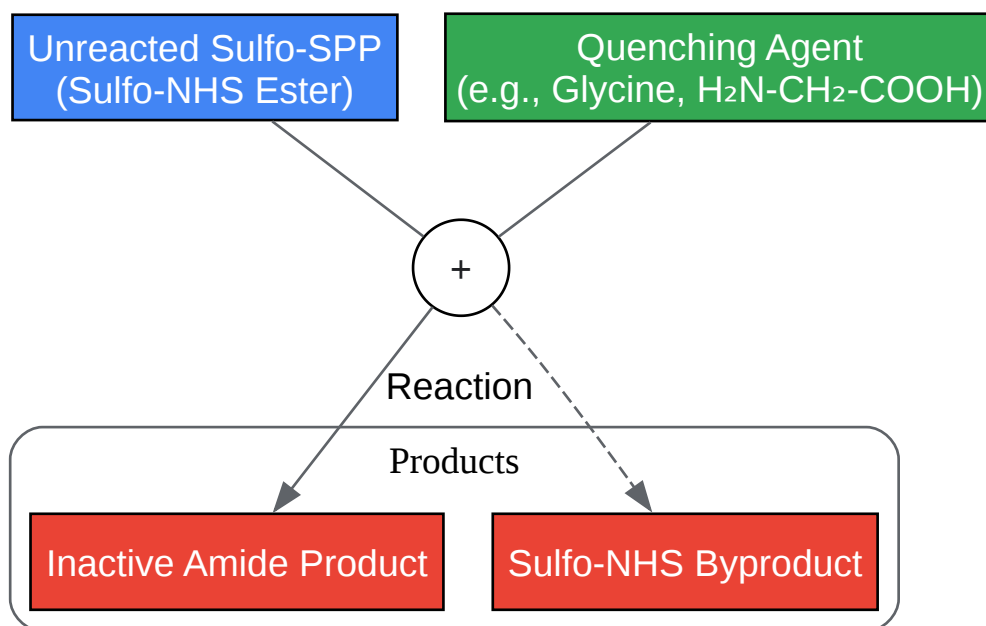 Unreacted Sulfo-SPP
(Sulfo-NHS Ester)
Quenching Agent
(e.g., Glycine, H₂N-CH₂-COOH)
+
Reaction
Products
Inactive Amide Product
Sulfo-NHS Byproduct